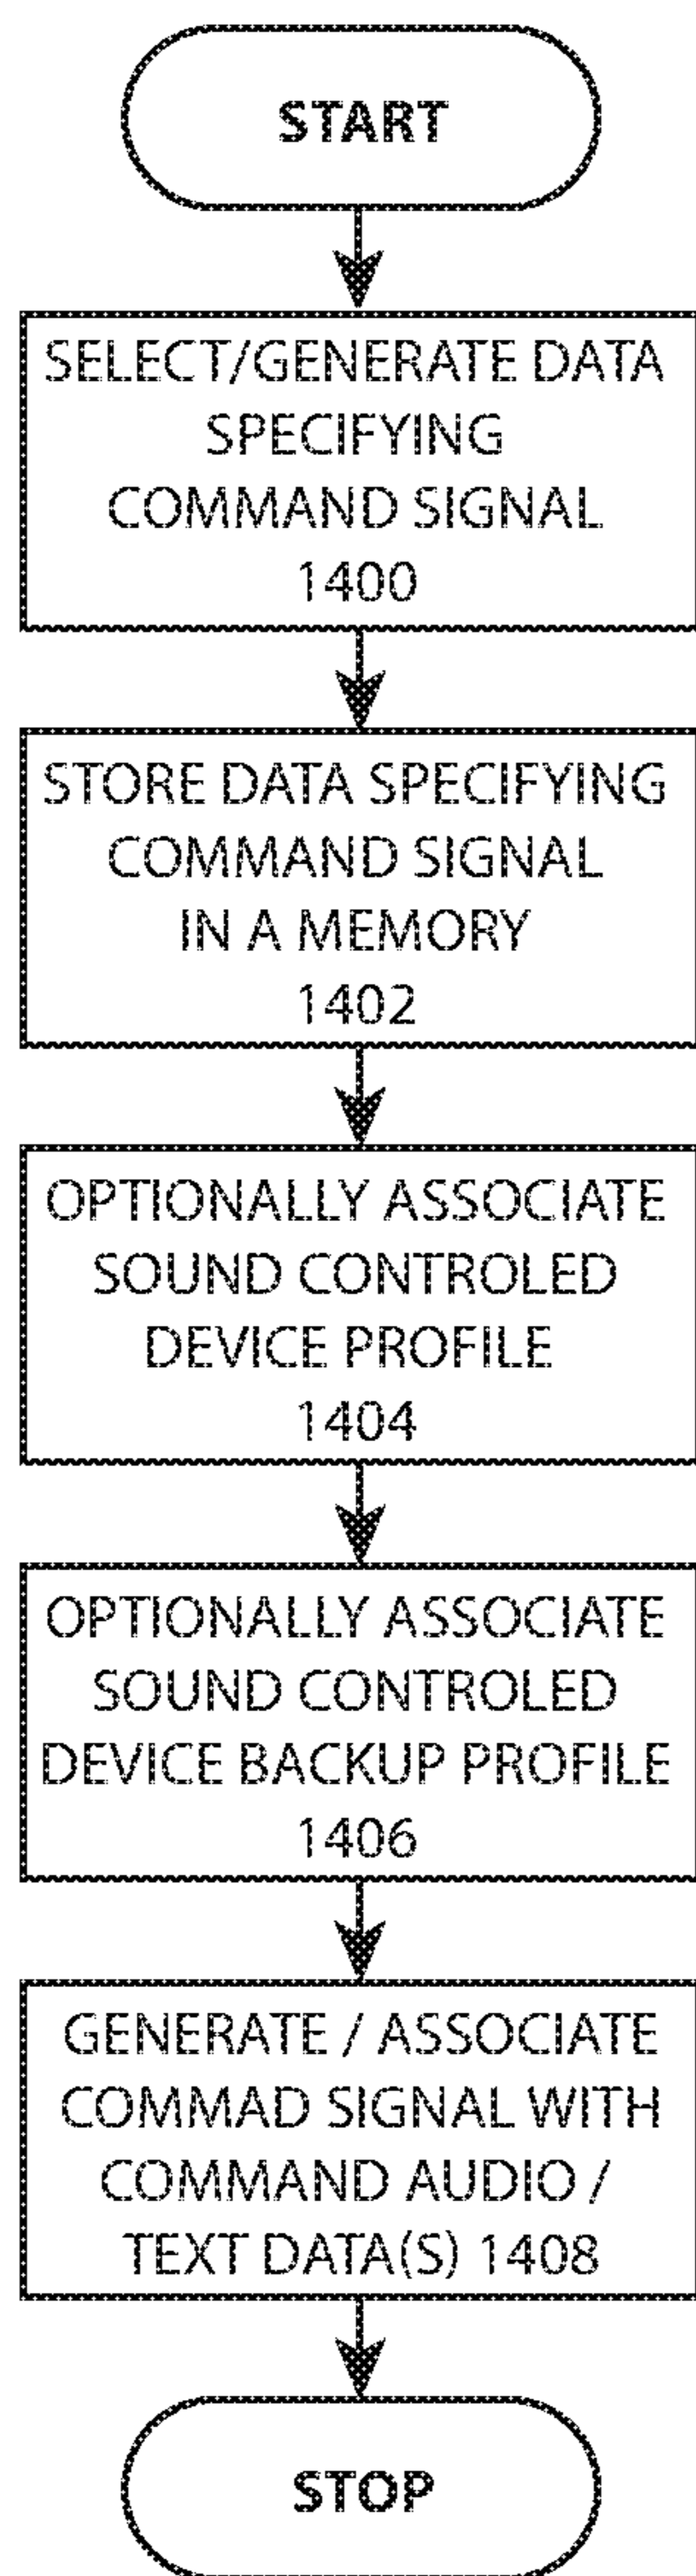 START
SELECT/GENERATE DATA
SPECIFYING
COMMAND SIGNAL
1400
STORE DATA SPECIFYING
COMMAND SIGNAL
IN A MEMORY
1402
OPTIONALLY ASSOCIATE
SOUND CONTROLED
DEVICE PROFILE
1404
OPTIONALLY ASSOCIATE
SOUND CONTROLED
DEVICE BACKUP PROFILE
1406
GENERATE / ASSOCIATE
COMMAD SIGNAL WITH
COMMAND AUDIO /
TEXT DATA(S) 1408
STOP